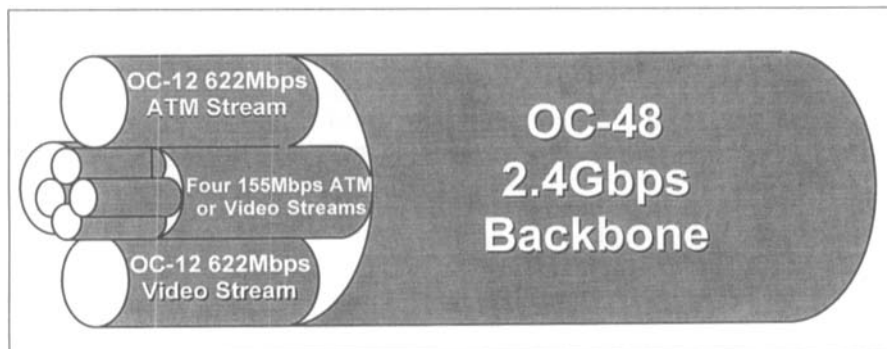 OC-12 622Mbps
ATM Stream
Four 155Mbps ATM
or Video Streams
OC-12 622Mbps
Video Stream
OC-48
2.4Gbps
Backbone